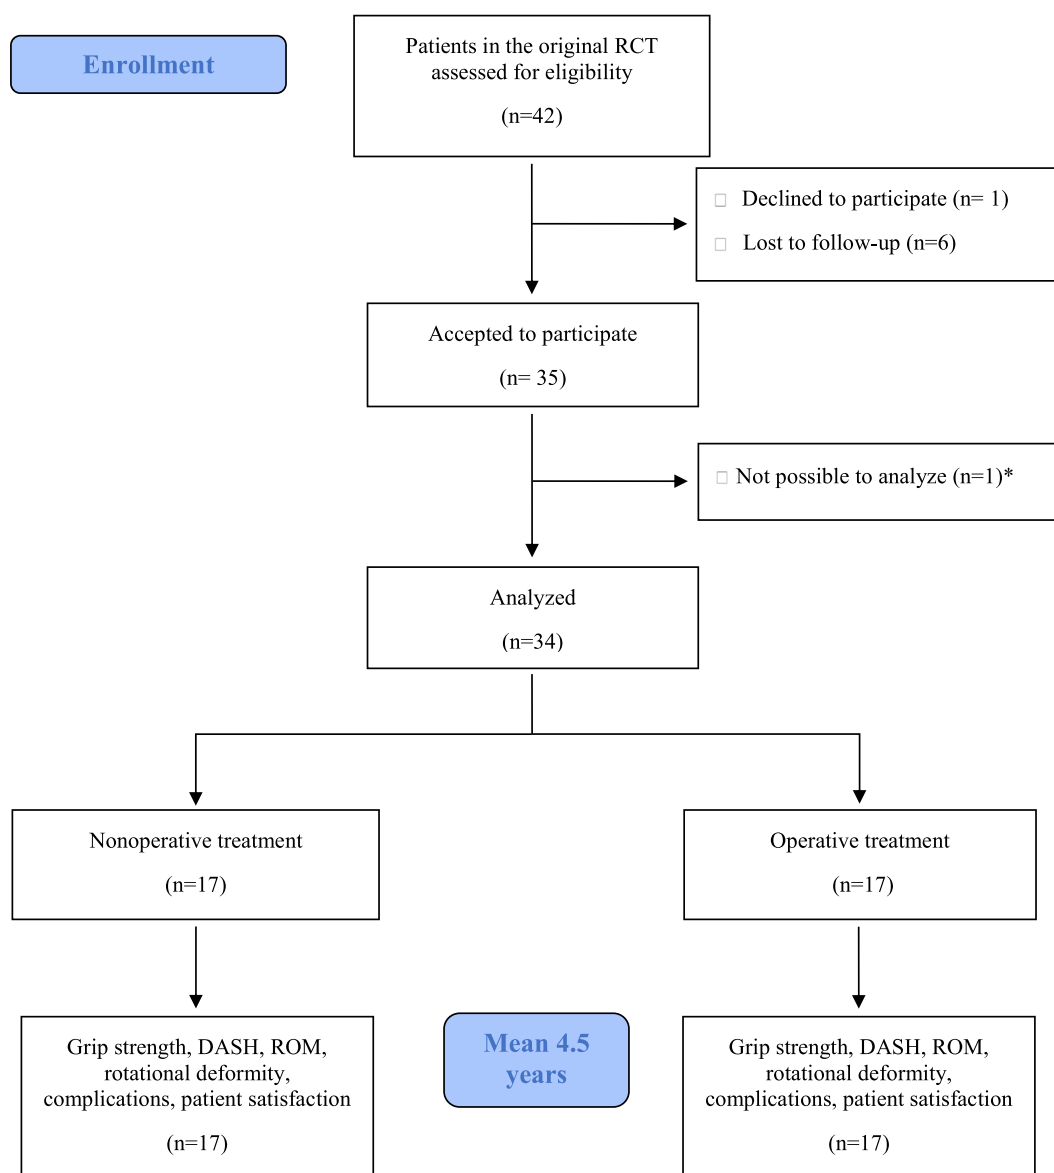 Enrollment
Patients in the original RCT
assessed for eligibility
(n=42)
Declined to participate (n= 1)
Lost to follow-up (n=6)
Accepted to participate
(n= 35)
Not possible to analyze (n=1)*
Analyzed
(n=34)
Nonoperative treatment
(n=17)
Operative treatment
(n=17)
Grip strength, DASH, ROM,
rotational deformity,
complications, patient satisfaction
(n=17)
Mean 4.5
years
Grip strength, DASH, ROM,
rotational deformity,
complications, patient satisfaction
(n=17)